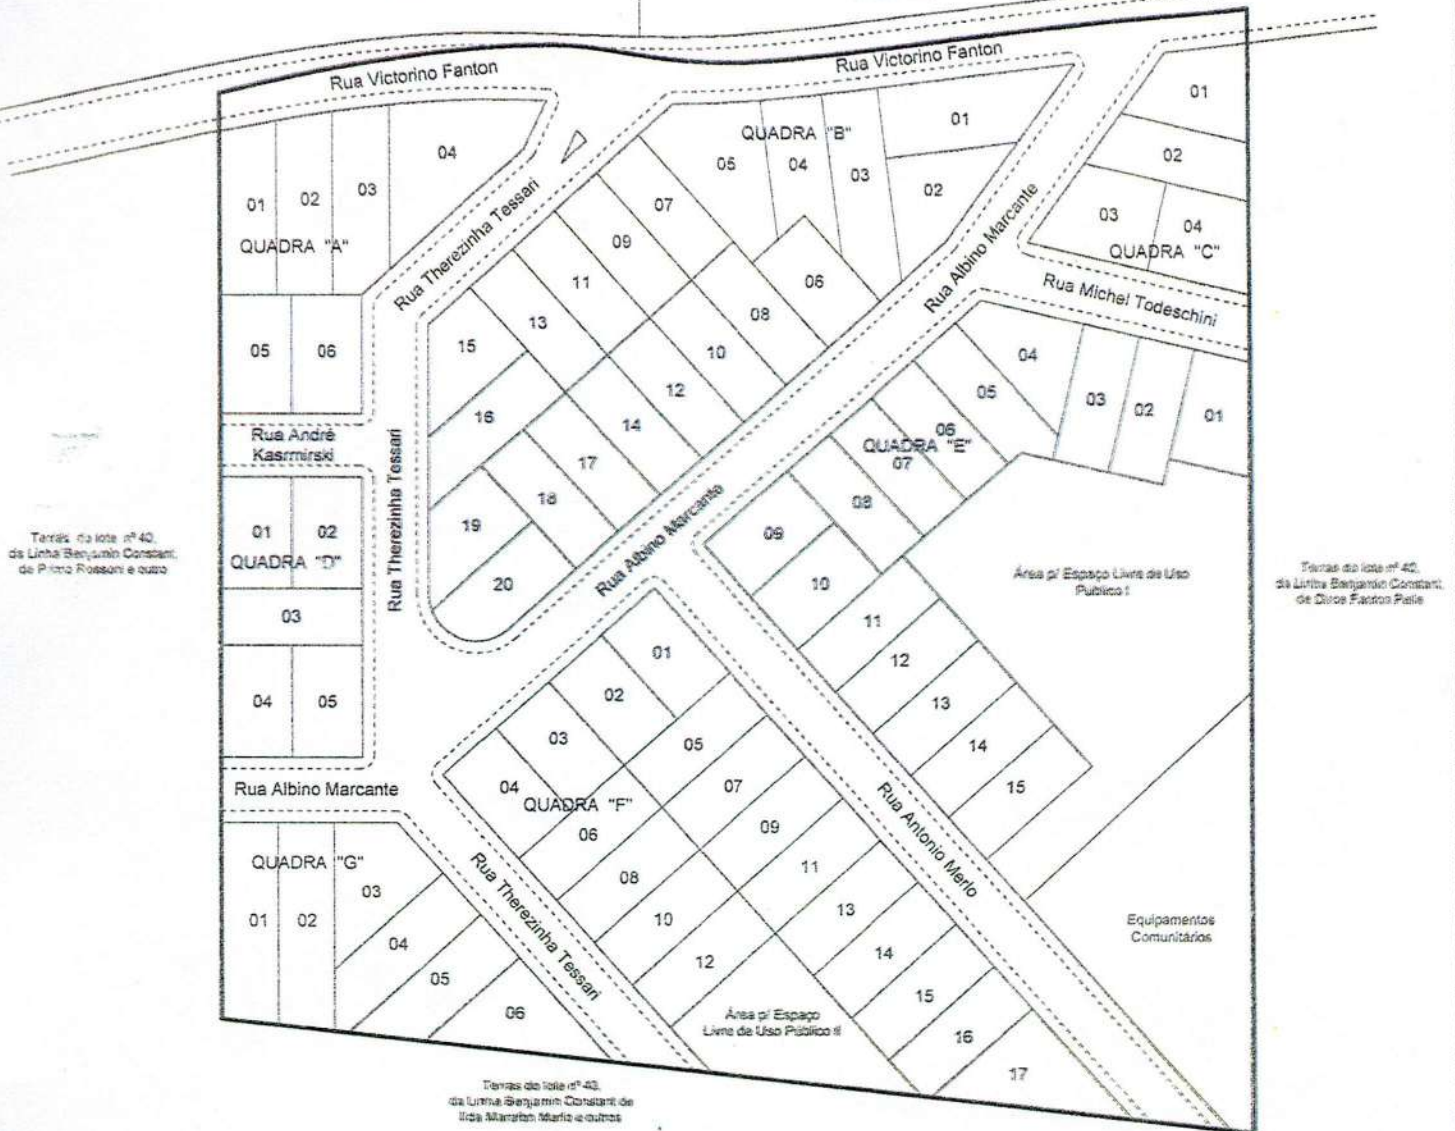 Rua Victorino Fanton
Rua Victorino Fanton
01
02
03
04
QUADRA "A"
05
06
Rua André
Kasrmirski
Rua Therezinha Tessari
Rua Therezinha Tessari
QUADRA "B"
01
02
03
04
05
06
07
08
09
10
11
12
13
14
15
16
17
18
19
20
Rua Albino Marcante
01
02
03
04
QUADRA "C"
Rua Michel Todeschini
01
02
QUADRA "D"
03
04
05
Rua Albino Marcante
01
02
03
04
05
06
QUADRA "E"
07
08
09
10
11
12
13
14
15
Área p/ Espaço Livre de Uso
Público I
Equipamentos
Comunitários
Rua Antonio Merlo
01
02
03
04
QUADRA "F"
05
06
07
08
09
10
11
12
13
14
15
16
17
Área p/ Espaço
Livre de Uso Público II
Rua Albino Marcante
Rua Therezinha Tessari
QUADRA "G"
01
02
03
04
05
06
Terras do lote nº 40,
da Linha Benjamin Constant,
de Primo Rossoni e outro
Terras do lote nº 42,
da Linha Benjamin Constant,
de
Terras do lote nº
da Linha Benjamin Constant de
Merlo e outros